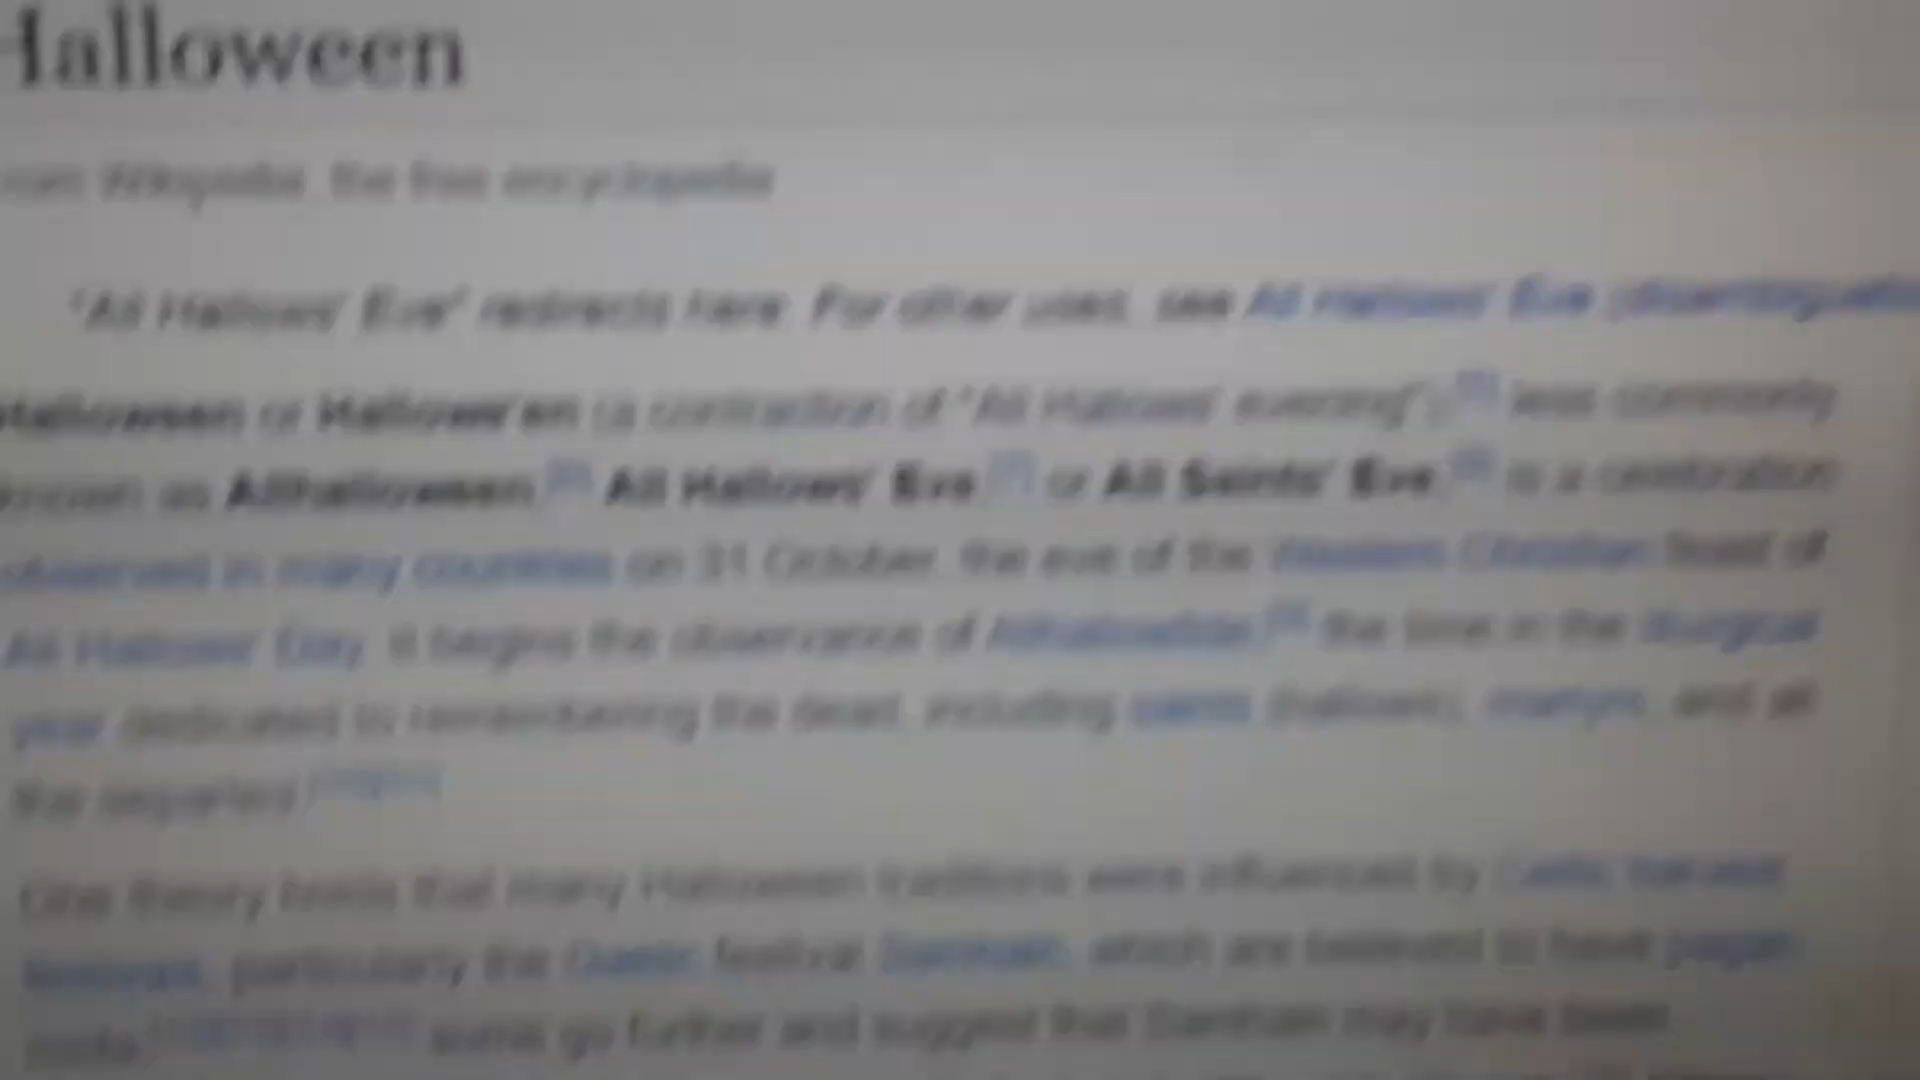 Halloween
Wikipedia, the free encyclopedia
"All Hallows' Eve" redirects here. For other uses, see All Hallows' Eve
Halloween or Hallowe'en (a contraction of "All Hallows' evening"), less commonly
known as Allhalloween, All Hallows' Eve, or All Saints' Eve, is a celebration
observed in many countries on 31 October, the eve of the Western Christian feast of
All Hallows' Day. It begins the observance of Allhallowtide, the time in the liturgical
year dedicated to remembering the dead, including saints (hallows), martyrs, and all
the departed.
One theory holds that many Halloween traditions were influenced by Celtic harvest
festivals, particularly the Gaelic festival Samhain, which are believed to have pagan
roots. some go further and suggest that Samhain may have been